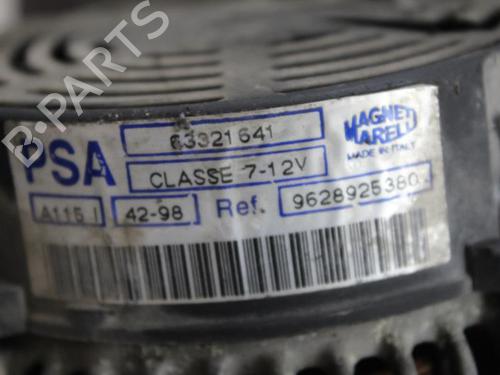 B-PARTS
63321641
MAGNETI
MARELLI
MADE IN ITALY
PSA
CLASSE 7-12V
A115 I
42-98
Ref.
9628925380